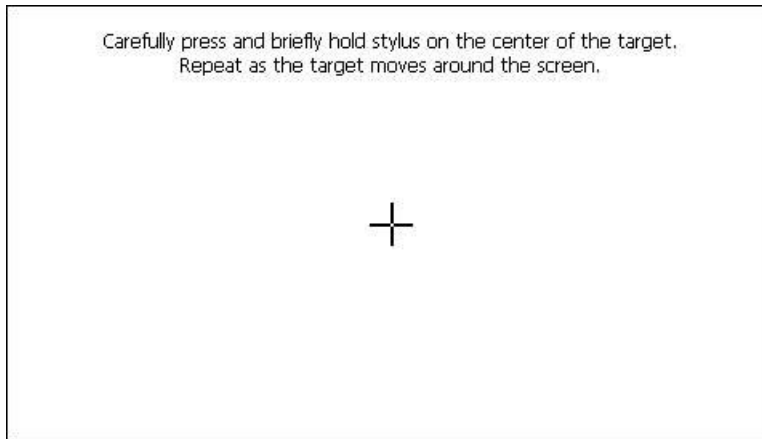 Carefully press and briefly hold stylus on the center of the target.
Repeat as the target moves around the screen.